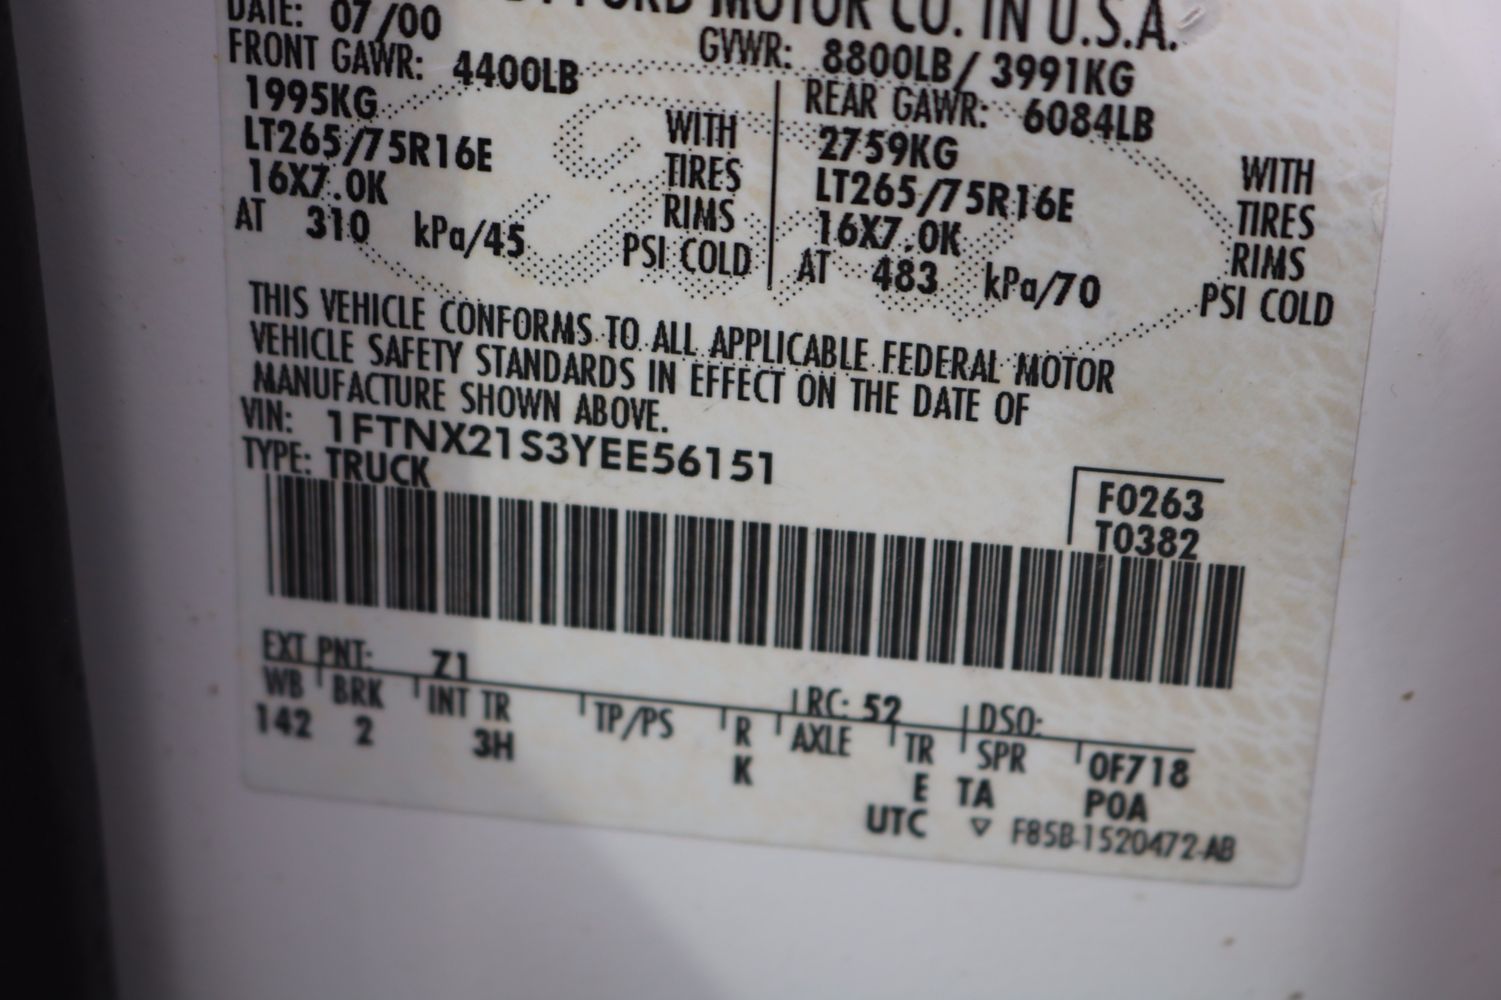 FORD MOTOR CO. IN U.S.A.
DATE: 07/00 GVWR: 8800LB/ 3991KG
FRONT GAWR: 4400LB REAR GAWR: 6084LB
1995KG WITH 2759KG WITH
LT265/75R16E TIRES LT265/75R16E TIRES
16X7.0K RIMS 16X7.0K RIMS
AT 310 kPa/45 PSI COLD AT 483 kPa/70 PSI COLD
THIS VEHICLE CONFORMS TO ALL APPLICABLE FEDERAL MOTOR
VEHICLE SAFETY STANDARDS IN EFFECT ON THE DATE OF
MANUFACTURE SHOWN ABOVE.
VIN: 1FTNX21S3YEE56151
TYPE: TRUCK
F0263
T0382
EXT PNT: Z1 RC: 52 DSO:
WB BRK INT TR TP/PS R AXLE TR SPR 0F718
142 2 3H K E TA P0A
UTC ▽ F85B-1520472-AB